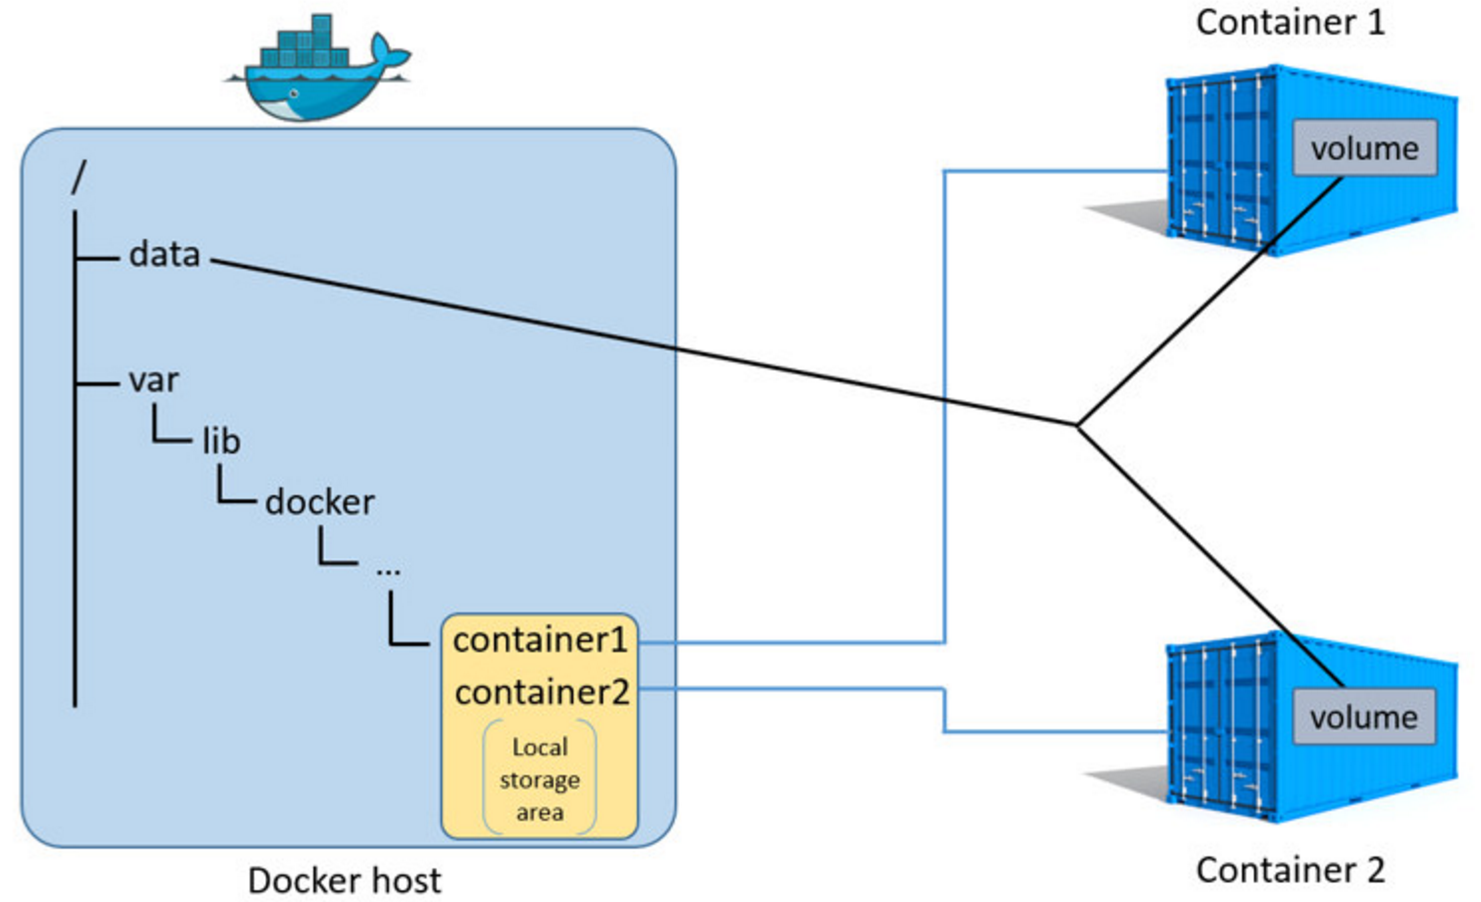 Container 1
volume
/
data
var
lib
docker
...
container1
container2
Local
storage
area
volume
Docker host
Container 2